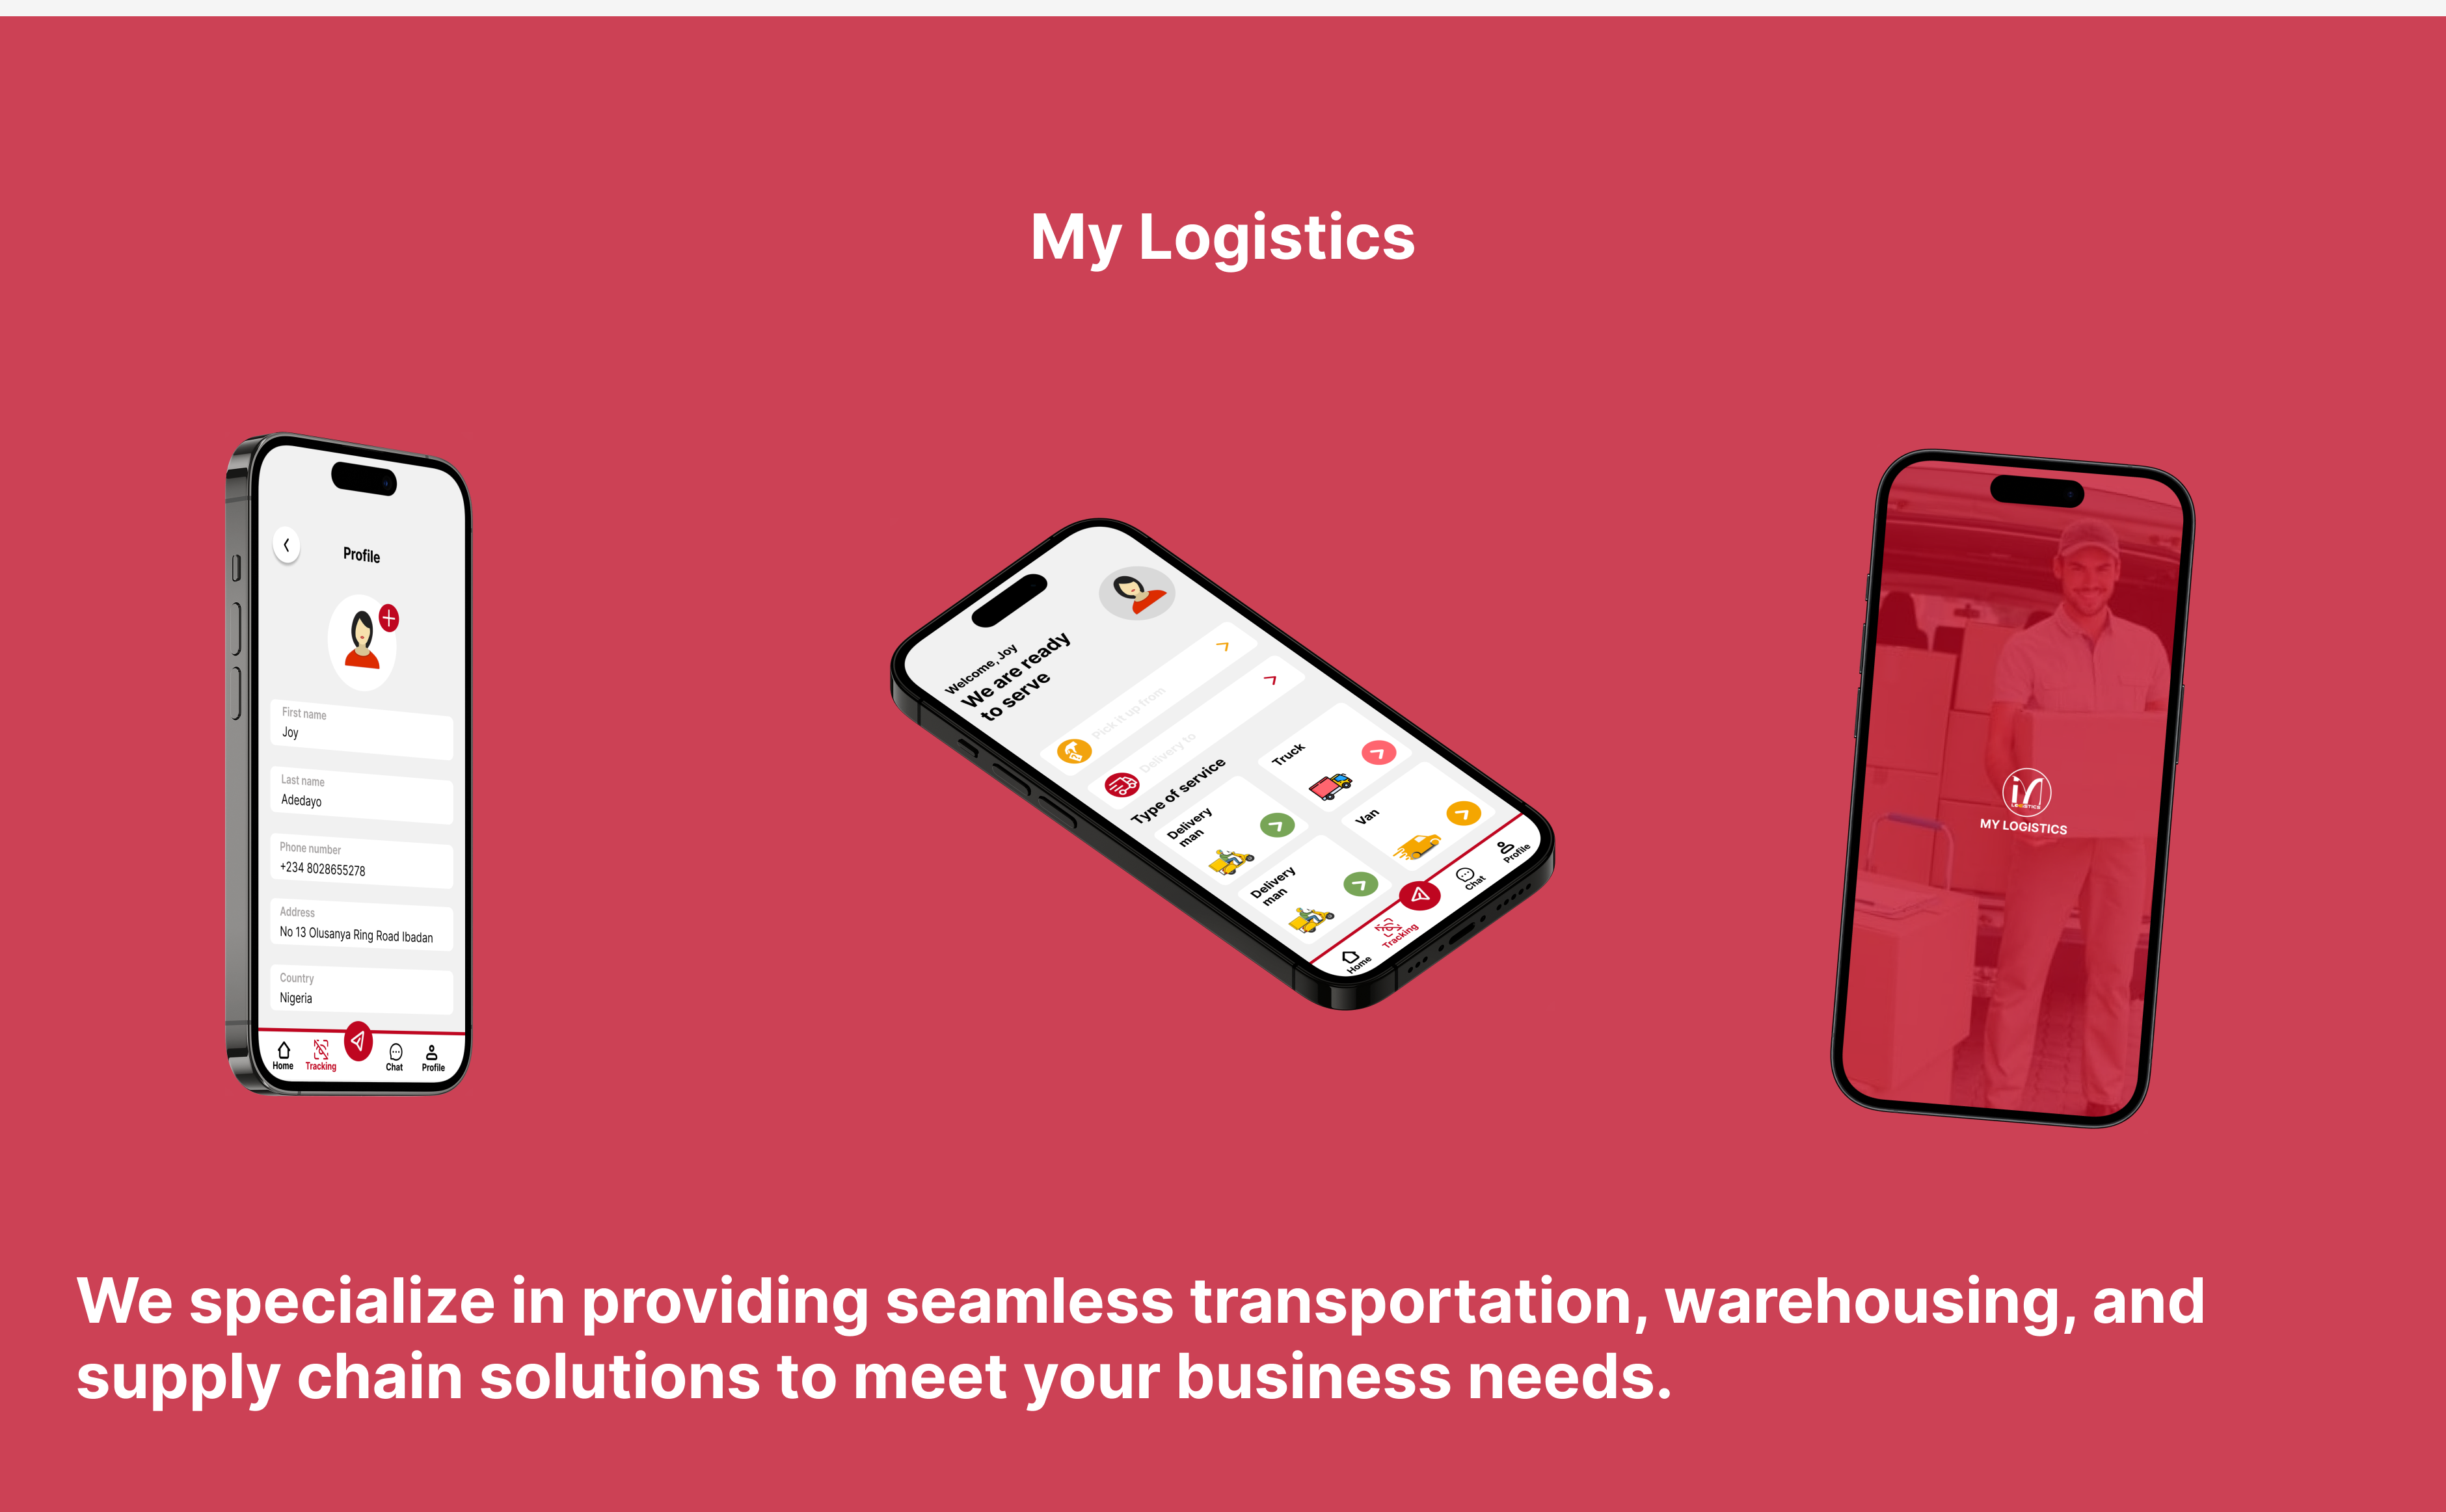 My Logistics
Profile
First name
Joy
Last name
Adedayo
Phone number
+234 8028655278
Address
No 13 Olusanya Ring Road Ibadan
Country
Nigeria
Home
Tracking
Chat
Profile
Welcome, Joy
We are ready
to serve
Pick it up from
Delivery to
Type of service
Delivery
man
Truck
Delivery
man
Van
Home
Tracking
Chat
Profile
LOGISTICS
MY LOGISTICS
We specialize in providing seamless transportation, warehousing, and
supply chain solutions to meet your business needs.